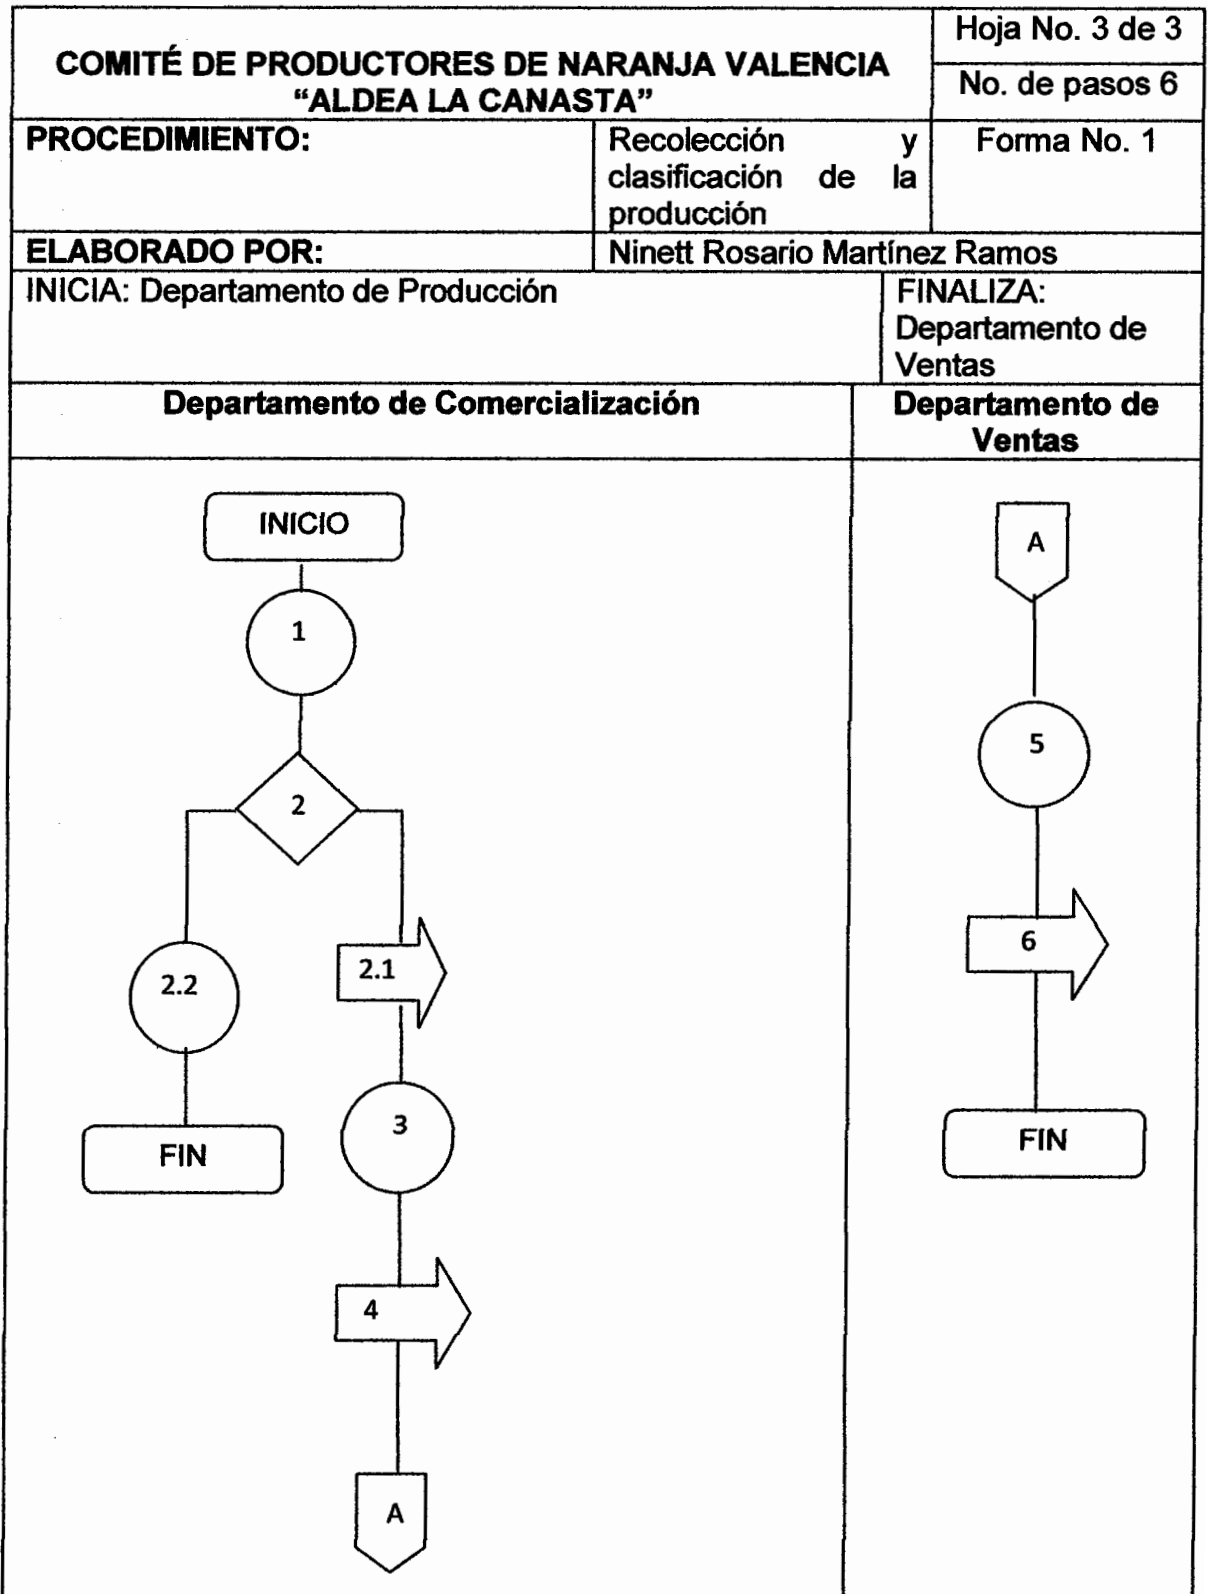 COMITÉ DE PRODUCTORES DE NARANJA VALENCIA
“ALDEA LA CANASTA”
Hoja No. 3 de 3
No. de pasos 6
PROCEDIMIENTO:
Recolección y
clasificación de la
producción
Forma No. 1
ELABORADO POR:
Ninett Rosario Martínez Ramos
INICIA: Departamento de Producción
FINALIZA:
Departamento de
Ventas
Departamento de Comercialización
Departamento de
Ventas
INICIO
1
2
2.2
2.1
FIN
3
4
A
A
5
6
FIN